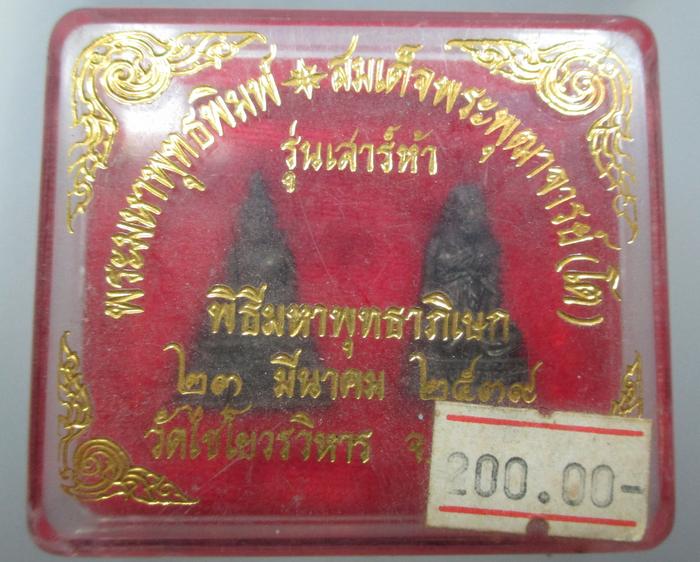 พระมหาพุทธพิมพ์ * สมเด็จพระพุฒาจารย์ (โต)
รุ่นเสาร์ห้า
พิธีมหาพุทธาภิเษก
๒๓ มีนาคม ๒๕๓๙
วัดไชโยวรวิหาร จ.
200.00-